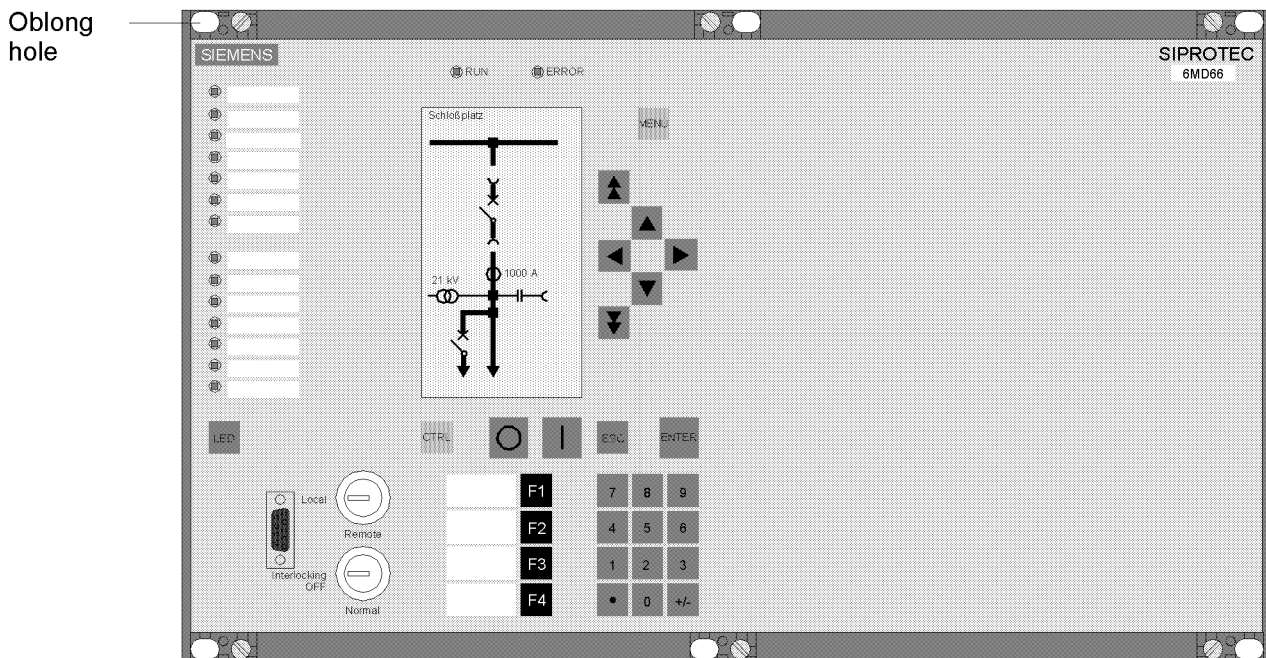 Oblong
hole
SIEMENS
SIPROTEC
6MD66
RUN
ERROR
Schloßplatz
MENU
1000 A
21 kV
LED
CTRL
ESC
ENTER
F1
7 8 9
Local
Remote
F2
4 5 6
F3
1 2 3
Interlocking
OFF
Normal
F4
0 +/-